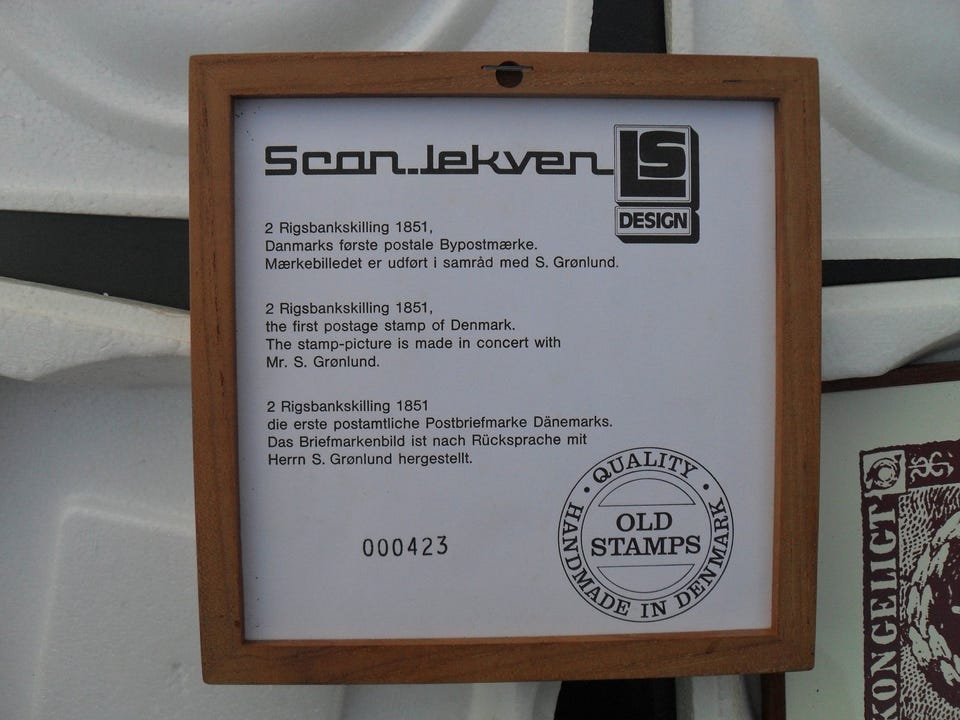 Scan..lekven
LS
DESIGN
2 Rigsbankskilling 1851,
Danmarks første postale Bypostmærke.
Mærkebilledet er udført i samråd med S. Grønlund.
2 Rigsbankskilling 1851,
the first postage stamp of Denmark.
The stamp-picture is made in concert with
Mr. S. Grønlund.
2 Rigsbankskilling 1851
die erste postamtliche Postbriefmarke Dänemarks.
Das Briefmarkenbild ist nach Rücksprache mit
Herrn S. Grønlund hergestellt.
000423
• QUALITY •
OLD
STAMPS
HANDMADE IN DENMARK
KONGELIGT